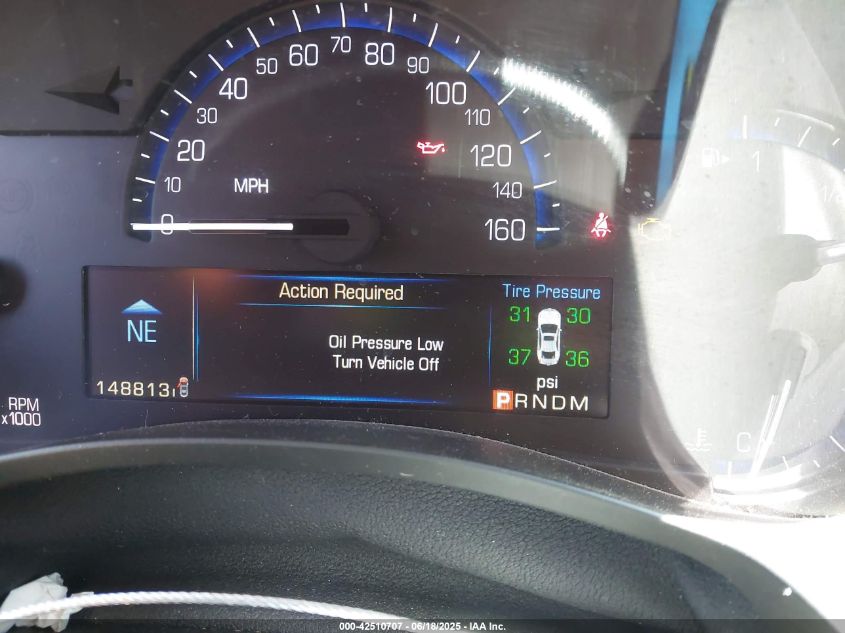 0 10 20 30 40 50 60 70 80 90 100 110 120 140 160
MPH
1
Action Required
Oil Pressure Low
Turn Vehicle Off
NE
148813
Tire Pressure
31 30
37 36
psi
PRNDM
RPM
x1000
C
000-42510707 - 06/18/2025 - IAA Inc.